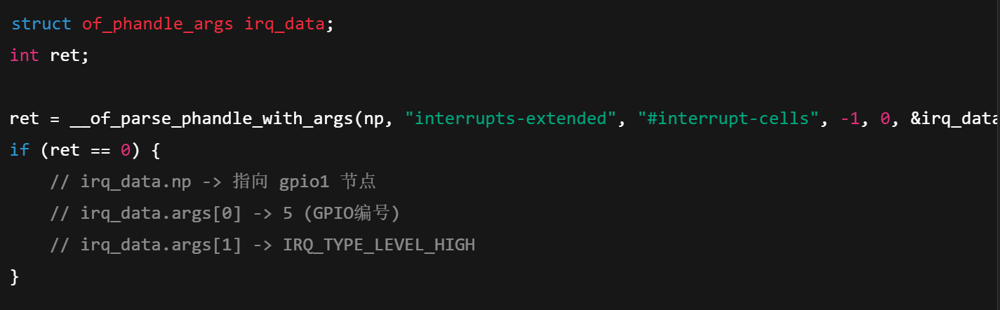 struct of_phandle_args irq_data;
int ret;
ret = __of_parse_phandle_with_args(np, "interrupts-extended", "#interrupt-cells", -1, 0, &irq_data
if (ret == 0) {
// irq_data.np -> 指向 gpio1 节点
// irq_data.args[0] -> 5 (GPIO编号)
// irq_data.args[1] -> IRQ_TYPE_LEVEL_HIGH
}